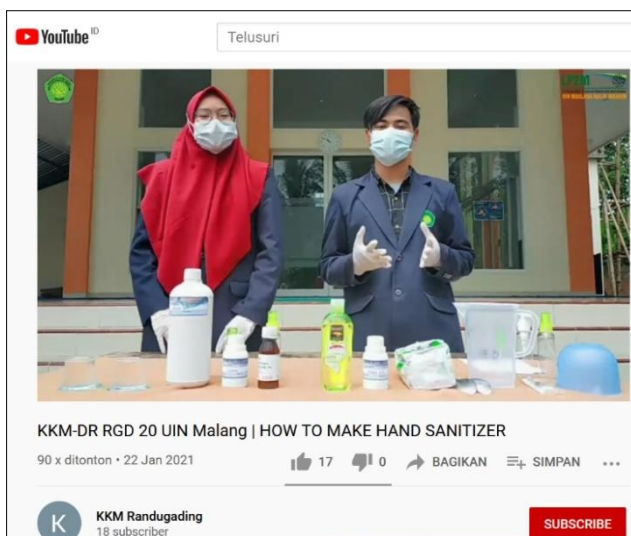 YouTube ID
Telusuri
LP2M
KKM-DR RGD 20 UIN Malang | HOW TO MAKE HAND SANITIZER
90 x ditonton • 22 Jan 2021
17
0
BAGIKAN
SIMPAN
K
KKM Randugading
18 subscriber
SUBSCRIBE